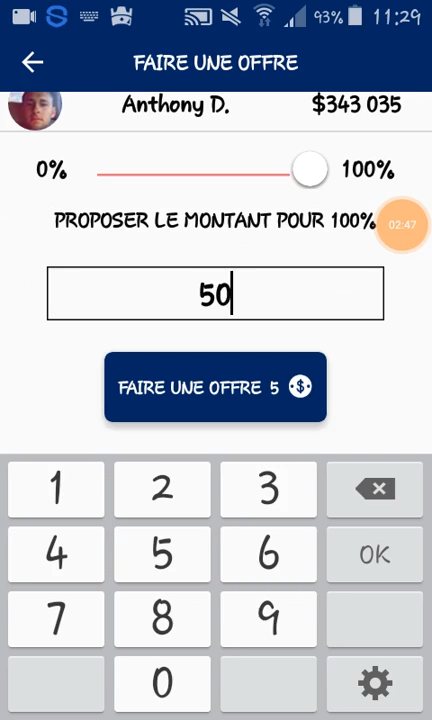 93% 11:29
FAIRE UNE OFFRE
Anthony D. $343 035
0% 100%
PROPOSER LE MONTANT POUR 100%
02:47
50
FAIRE UNE OFFRE 5 $
1 2 3
4 5 6 OK
7 8 9
0